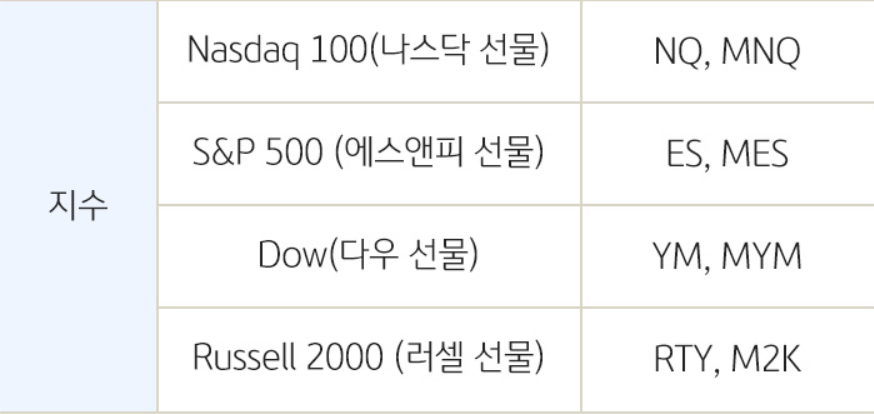 지수
Nasdaq 100(나스닥 선물)
NQ, MNQ
S&P 500 (에스앤피 선물)
ES, MES
Dow(다우 선물)
YM, MYM
Russell 2000 (러셀 선물)
RTY, M2K